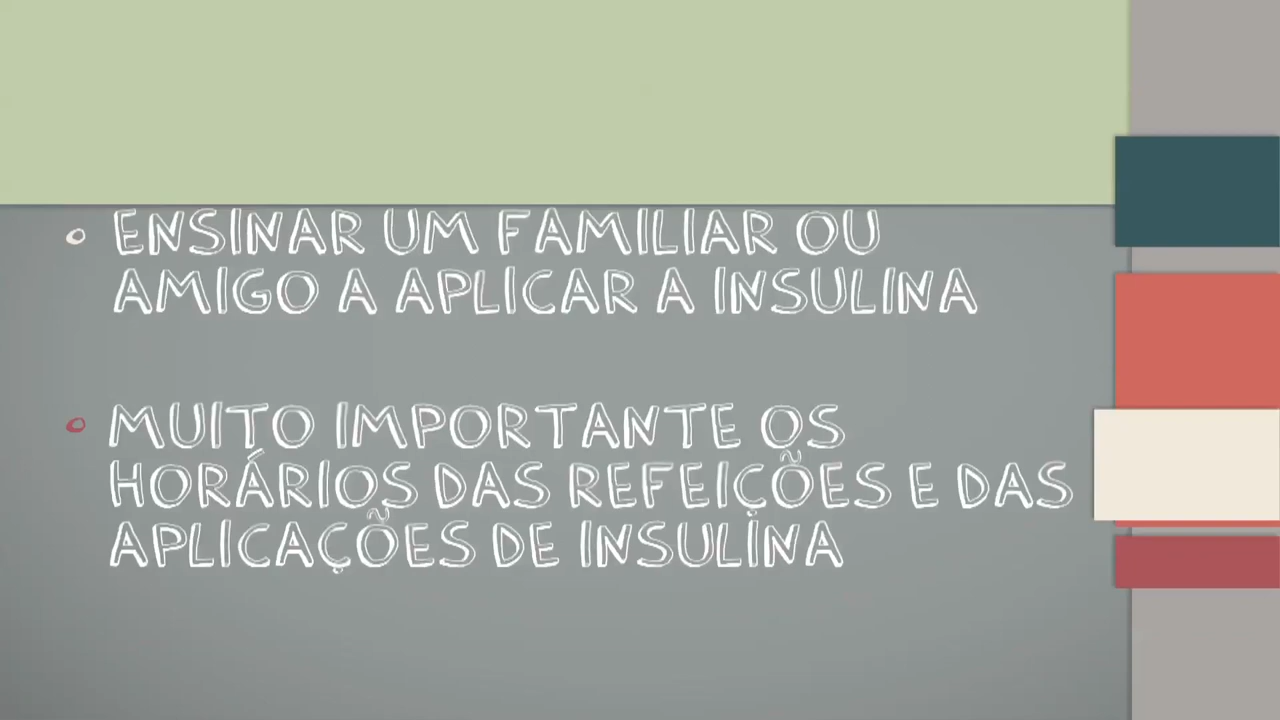 ENSINAR UM FAMILIAR OU
AMIGO A APLICAR A INSULINA
MUITO IMPORTANTE OS
HORÁRIOS DAS REFEIÇÕES E DAS
APLICAÇÕES DE INSULINA